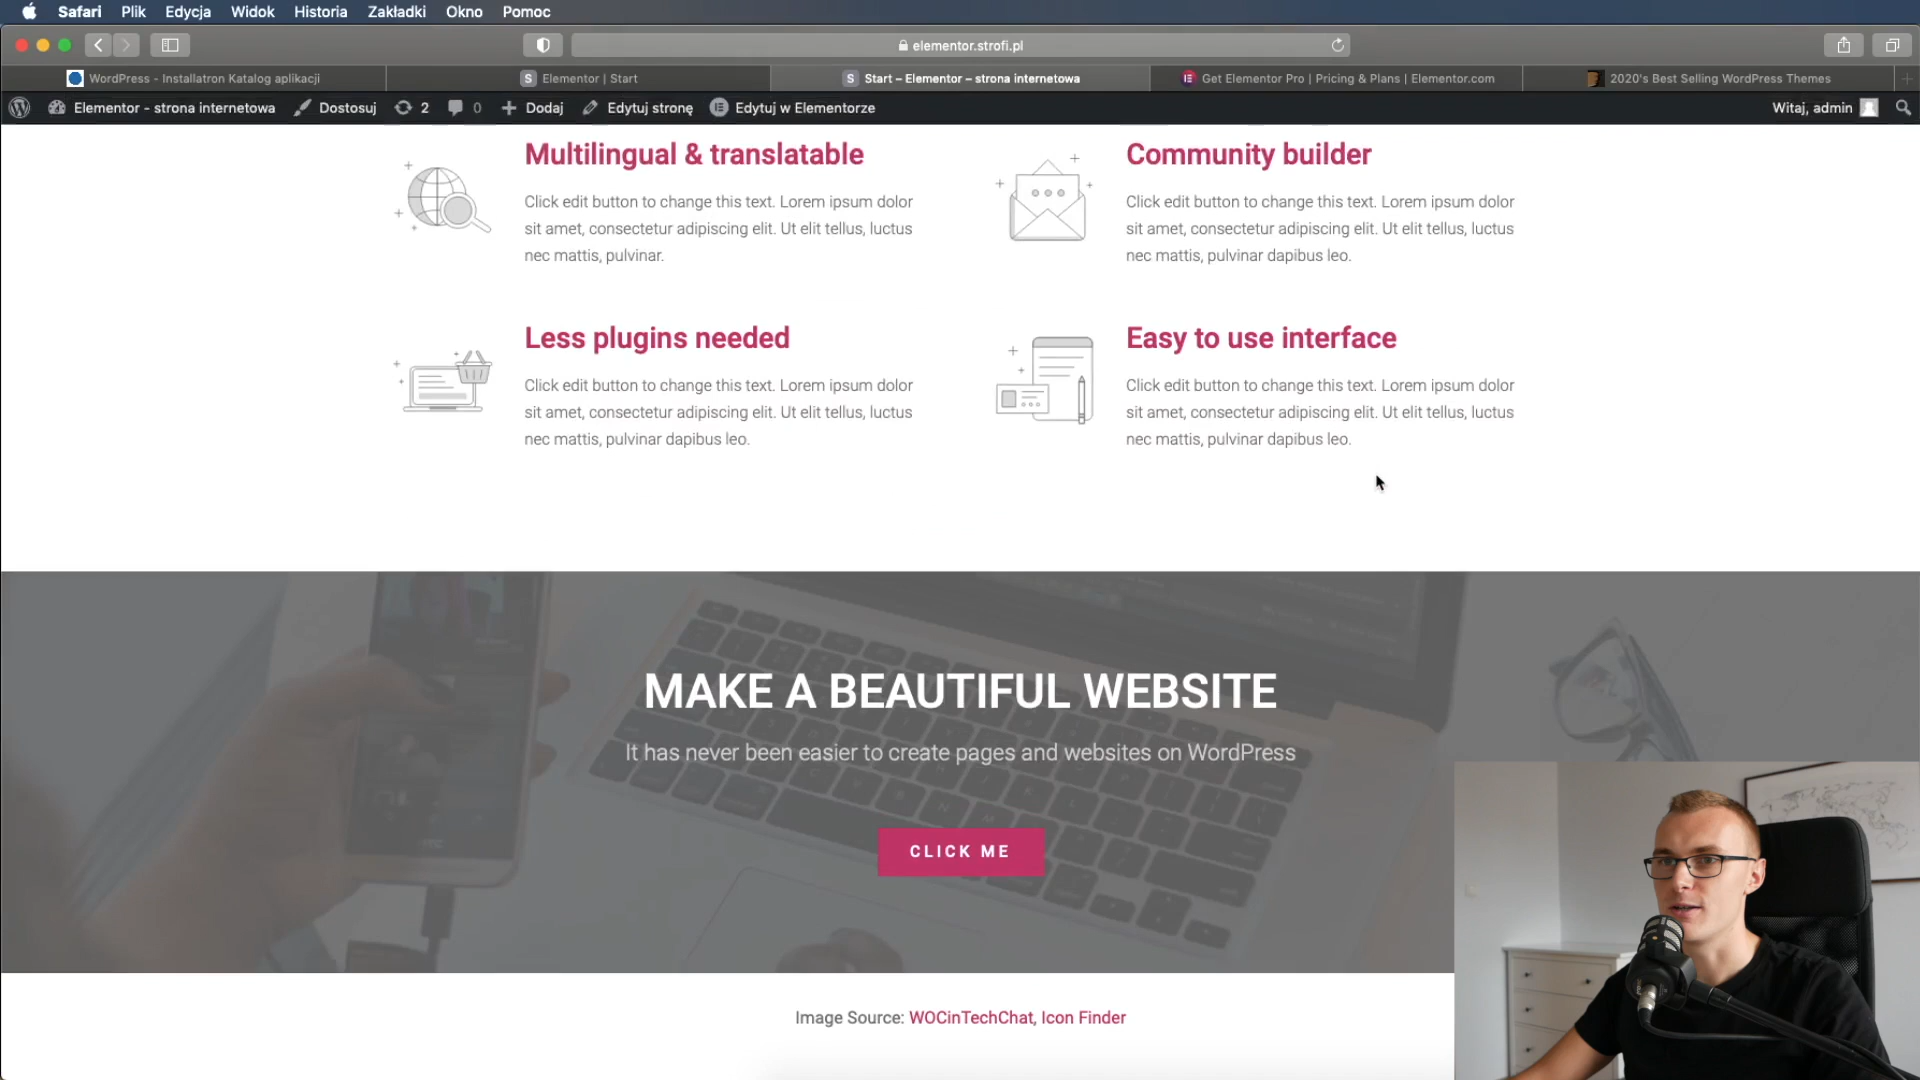 Safari Plik Edycja Widok Historia Zakładki Okno Pomoc
elementor.strofi.pl
WordPress - Installatron Katalog aplikacji
S Elementor | Start
S Start – Elementor – strona internetowa
Get Elementor Pro | Pricing & Plans | Elementor.com
2020's Best Selling WordPress Themes
Elementor - strona internetowa Dostosuj 2 0 Dodaj Edytuj stronę Edytuj w Elementorze Witaj, admin
Multilingual & translatable
Click edit button to change this text. Lorem ipsum dolor
sit amet, consectetur adipiscing elit. Ut elit tellus, luctus
nec mattis, pulvinar.
Community builder
Click edit button to change this text. Lorem ipsum dolor
sit amet, consectetur adipiscing elit. Ut elit tellus, luctus
nec mattis, pulvinar dapibus leo.
Less plugins needed
Click edit button to change this text. Lorem ipsum dolor
sit amet, consectetur adipiscing elit. Ut elit tellus, luctus
nec mattis, pulvinar dapibus leo.
Easy to use interface
Click edit button to change this text. Lorem ipsum dolor
sit amet, consectetur adipiscing elit. Ut elit tellus, luctus
nec mattis, pulvinar dapibus leo.
MAKE A BEAUTIFUL WEBSITE
It has never been easier to create pages and websites on WordPress
CLICK ME
Image Source: WOCinTechChat, Icon Finder